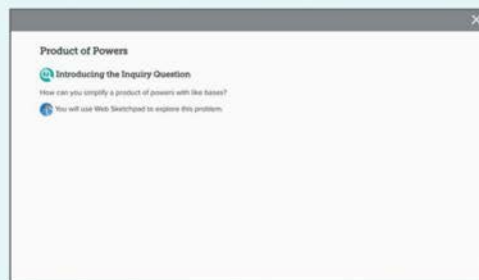 Product of Powers
Introducing the Inquiry Question
How can you simplify a product of powers with like bases?
You will use Web Sketchpad to explore this problem.